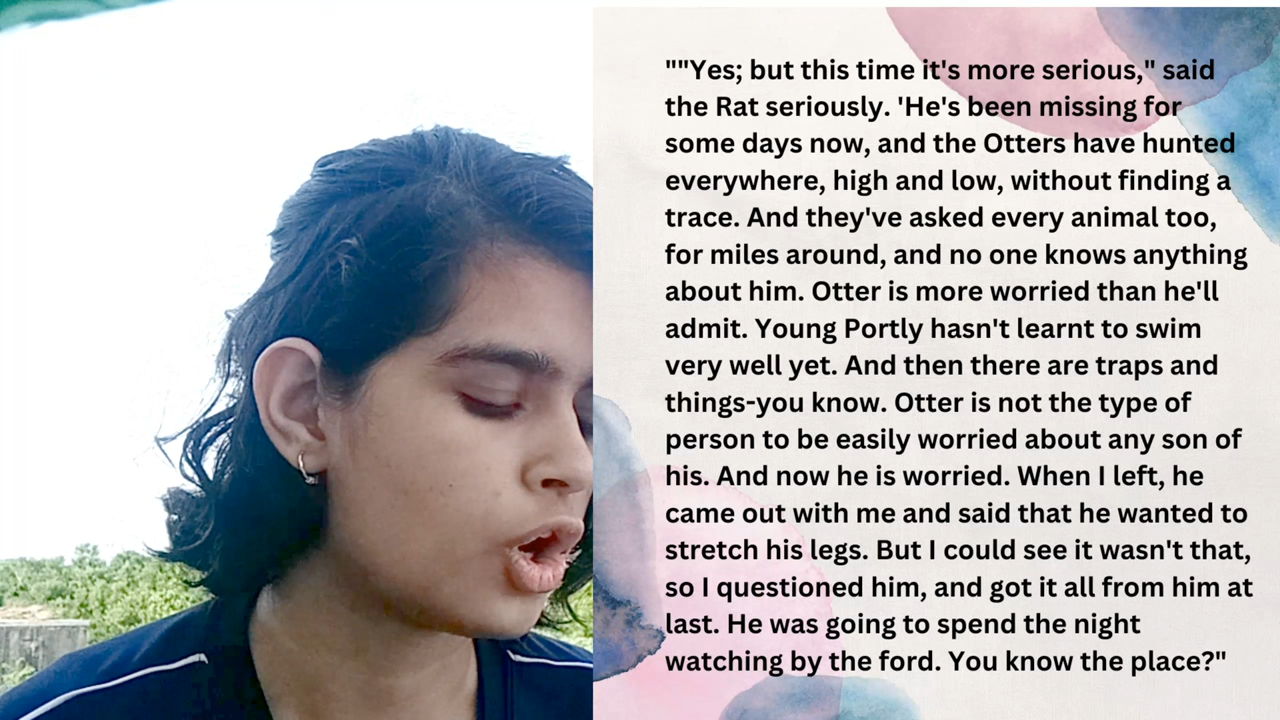 ""Yes; but this time it's more serious," said
the Rat seriously. 'He's been missing for
some days now, and the Otters have hunted
everywhere, high and low, without finding a
trace. And they've asked every animal too,
for miles around, and no one knows anything
about him. Otter is more worried than he'll
admit. Young Portly hasn't learnt to swim
very well yet. And then there are traps and
things-you know. Otter is not the type of
person to be easily worried about any son of
his. And now he is worried. When I left, he
came out with me and said that he wanted to
stretch his legs. But I could see it wasn't that,
so I questioned him, and got it all from him at
last. He was going to spend the night
watching by the ford. You know the place?"